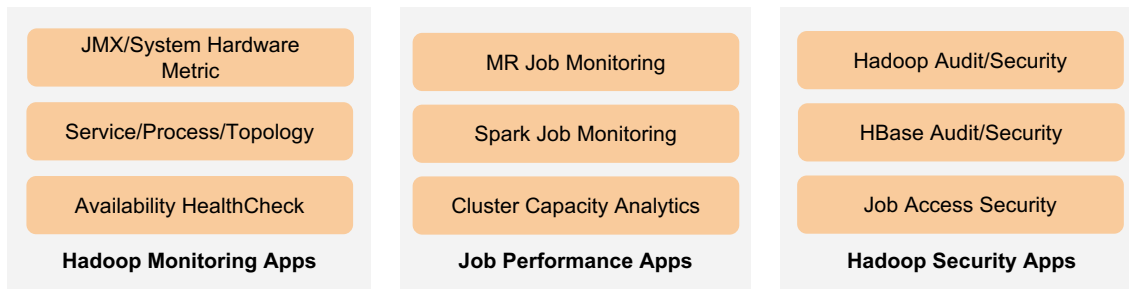 JMX/System Hardware
Metric
Service/Process/Topology
Availability HealthCheck
Hadoop Monitoring Apps
MR Job Monitoring
Spark Job Monitoring
Cluster Capacity Analytics
Job Performance Apps
Hadoop Audit/Security
HBase Audit/Security
Job Access Security
Hadoop Security Apps